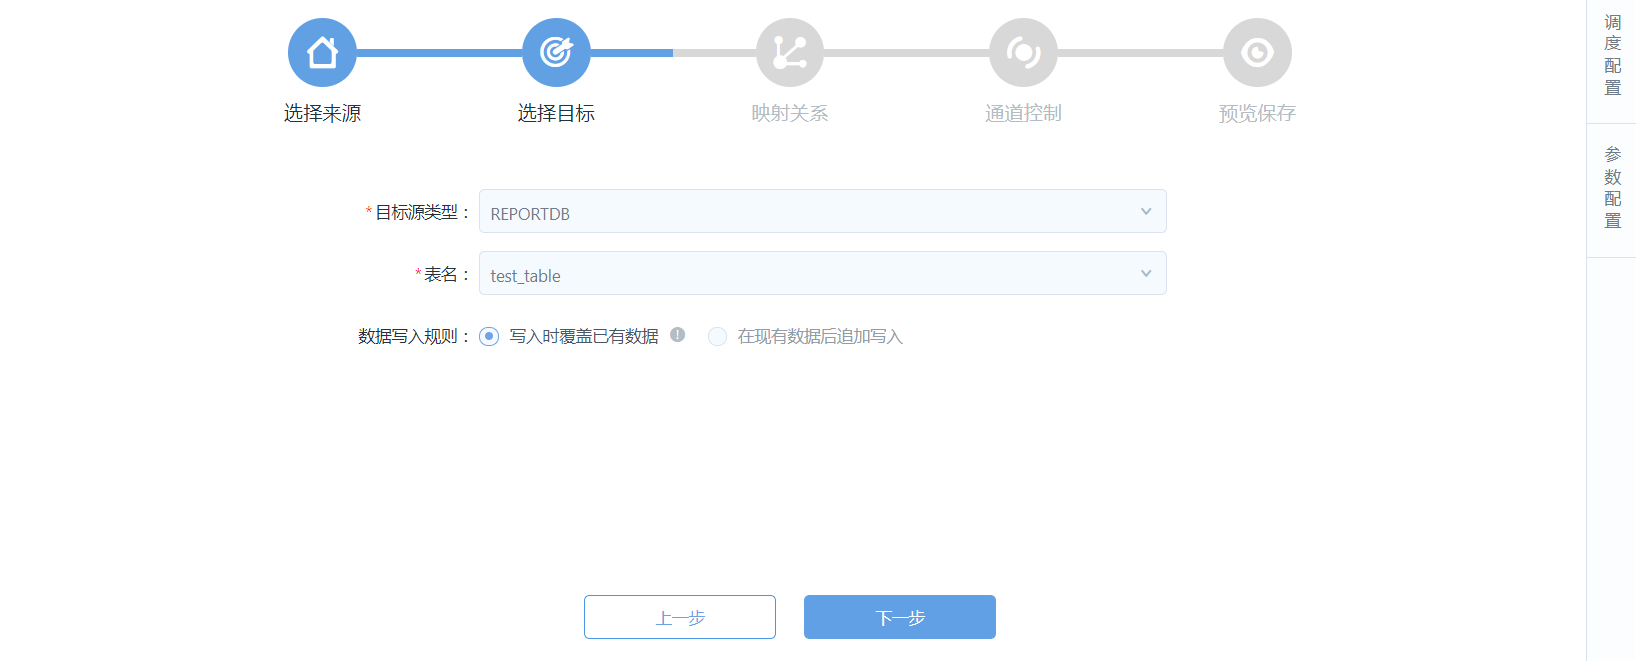 选择来源
选择目标
映射关系
通道控制
预览保存
*目标源类型：
REPORTDB
*表名：
test_table
数据写入规则：
写入时覆盖已有数据
在现有数据后追加写入
上一步
下一步
调度配置
参数配置